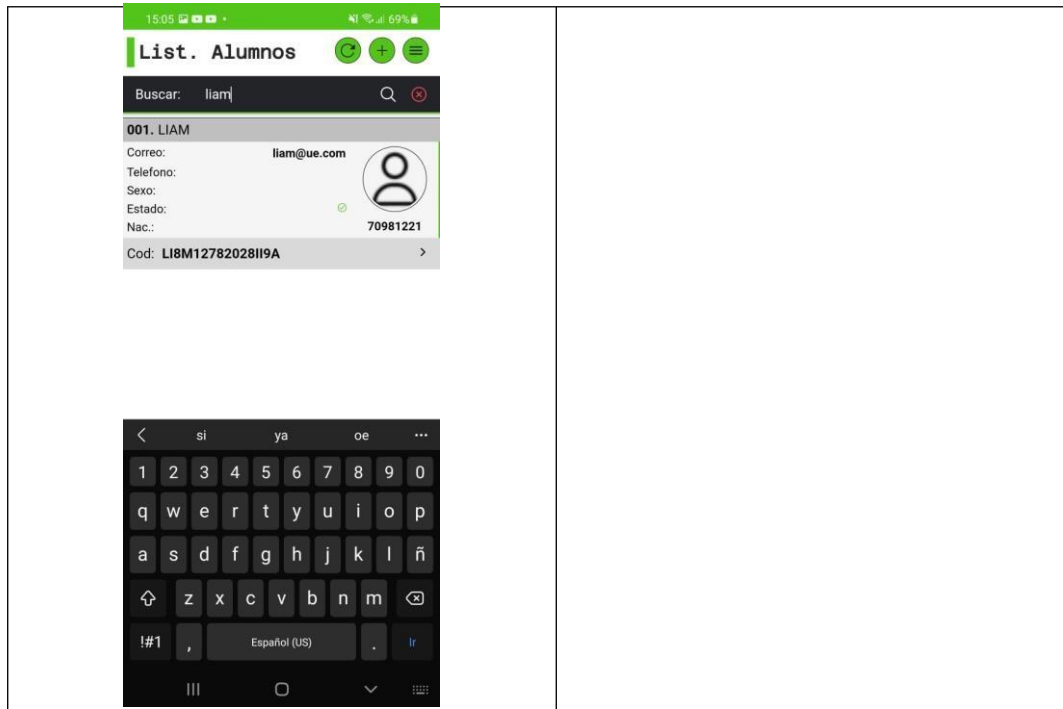 15:05 69%
List. Alumnos
Buscar: liam
001. LIAM
Correo: liam@ue.com
Telefono:
Sexo:
Estado:
Nac.: 70981221
Cod: LI8M12782028II9A
si ya oe
1 2 3 4 5 6 7 8 9 0
q w e r t y u i o p
a s d f g h j k l ñ
z x c v b n m
!#1 , Español (US) . Ir